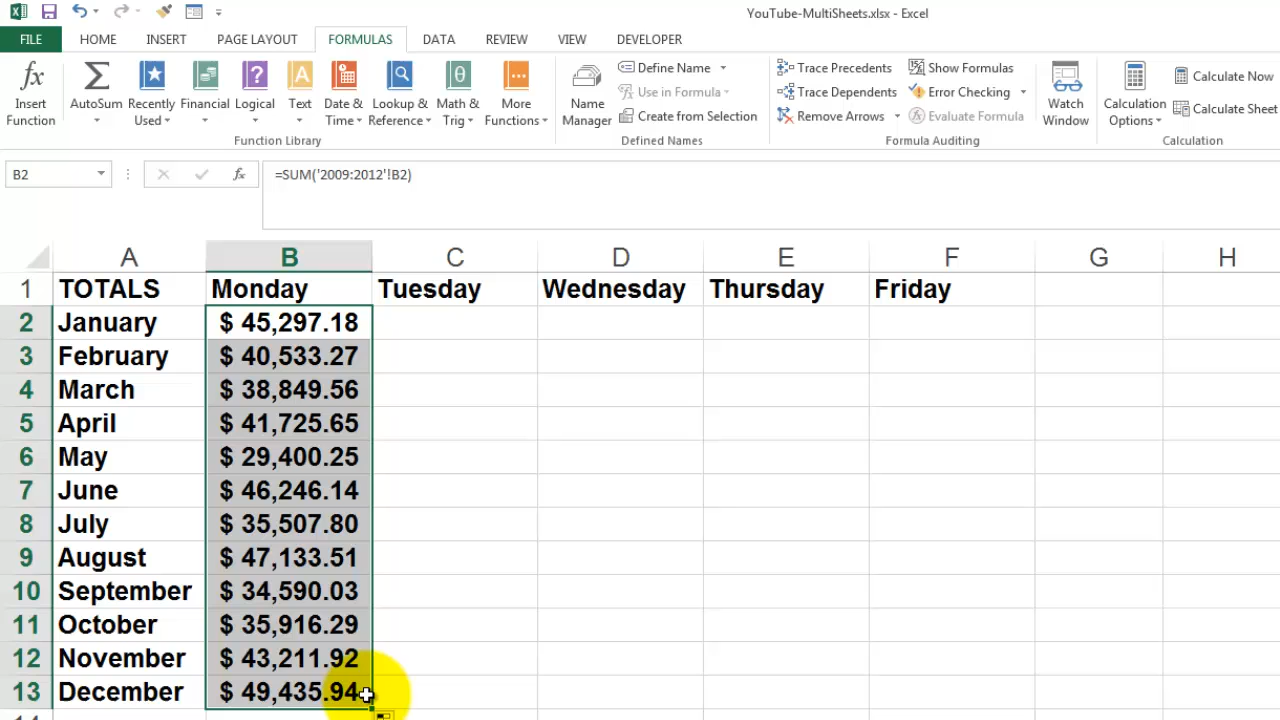 YouTube-MultiSheets.xlsx - Excel
FILE HOME INSERT PAGE LAYOUT FORMULAS DATA REVIEW VIEW DEVELOPER
fx Insert Function
Σ AutoSum
Recently Used
Financial
Logical
Text
Date & Time
Lookup & Reference
Math & Trig
More Functions
Function Library
Name Manager
Define Name
Use in Formula
Create from Selection
Defined Names
Trace Precedents
Trace Dependents
Remove Arrows
Show Formulas
Error Checking
Evaluate Formula
Formula Auditing
Watch Window
Calculation Options
Calculate Now
Calculate Sheet
Calculation
B2 fx =SUM('2009:2012'!B2)
A B C D E F G H
1 TOTALS Monday Tuesday Wednesday Thursday Friday
2 January $ 45,297.18
3 February $ 40,533.27
4 March $ 38,849.56
5 April $ 41,725.65
6 May $ 29,400.25
7 June $ 46,246.14
8 July $ 35,507.80
9 August $ 47,133.51
10 September $ 34,590.03
11 October $ 35,916.29
12 November $ 43,211.92
13 December $ 49,435.94